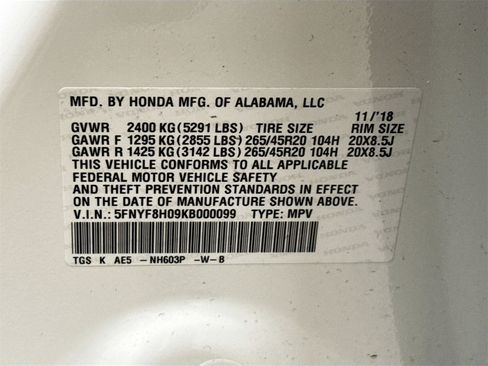 MFD. BY HONDA MFG. OF ALABAMA, LLC
11/'18
GVWR 2400 KG(5291 LBS) TIRE SIZE RIM SIZE
GAWR F 1295 KG(2855 LBS)265/45R20 104H 20X8.5J
GAWR R 1425 KG(3142 LBS)265/45R20 104H 20X8.5J
THIS VEHICLE CONFORMS TO ALL APPLICABLE
FEDERAL MOTOR VEHICLE SAFETY
AND THEFT PREVENTION STANDARDS IN EFFECT
ON THE DATE OF MANUFACTURE SHOWN ABOVE.
V.I.N.: 5FNYF8H09KB000099 TYPE: MPV
TGS K AE5 -NH603P -W-B